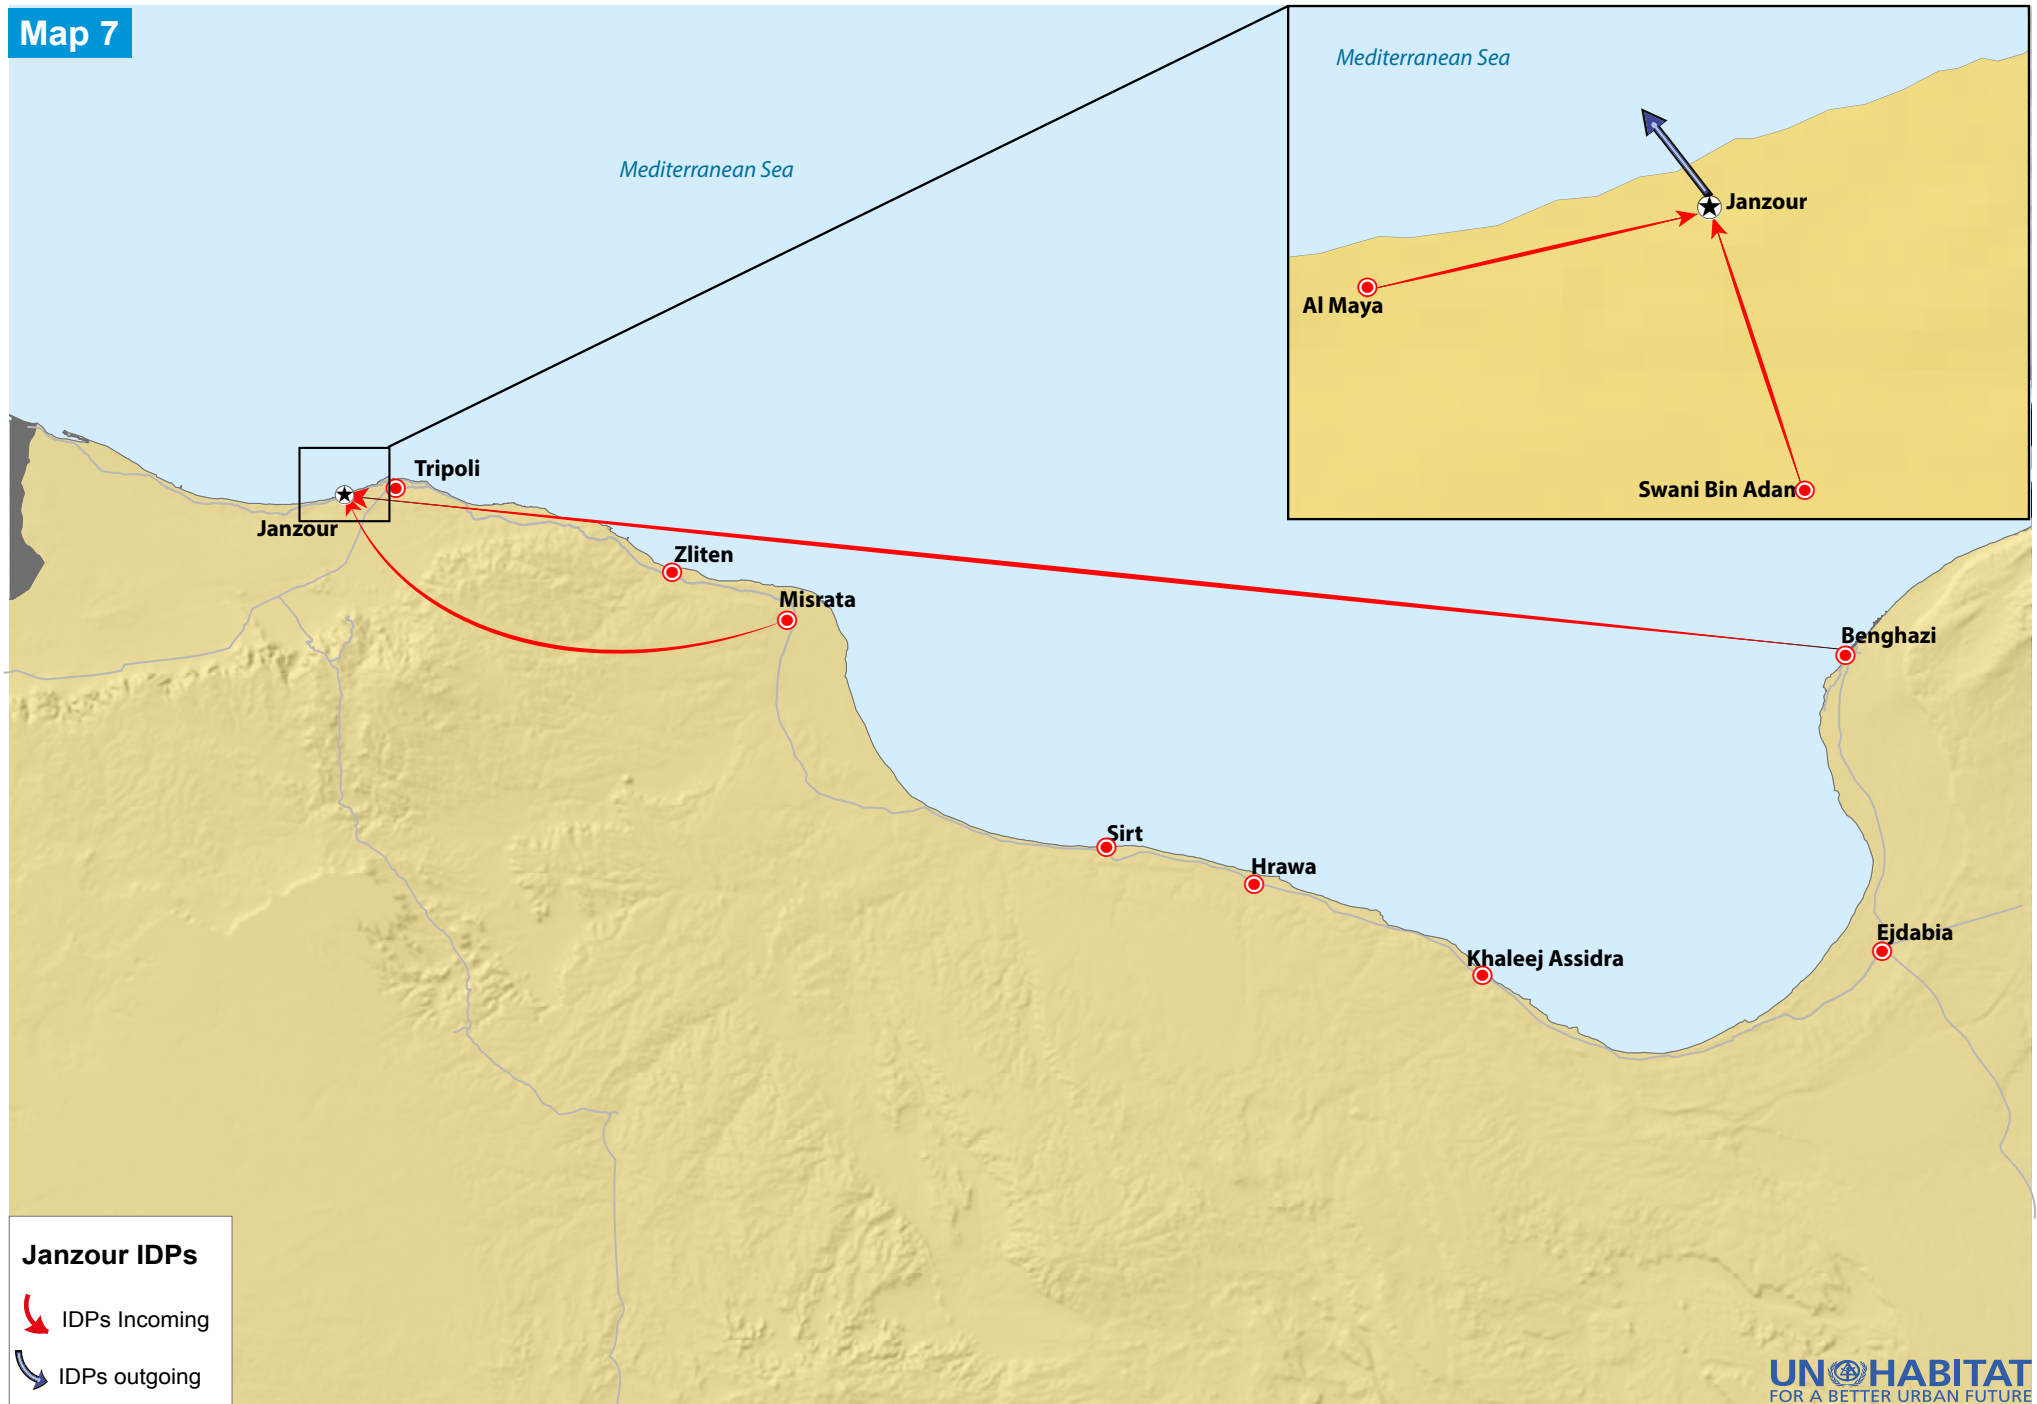 Map 7
Mediterranean Sea
Mediterranean Sea
Janzour
Al Maya
Swani Bin Adam
Tripoli
Janzour
Zliten
Misrata
Benghazi
Sirt
Hrawa
Khaleej Assidra
Ejdabia
Janzour IDPs
IDPs Incoming
IDPs outgoing
UN HABITAT
FOR A BETTER URBAN FUTURE